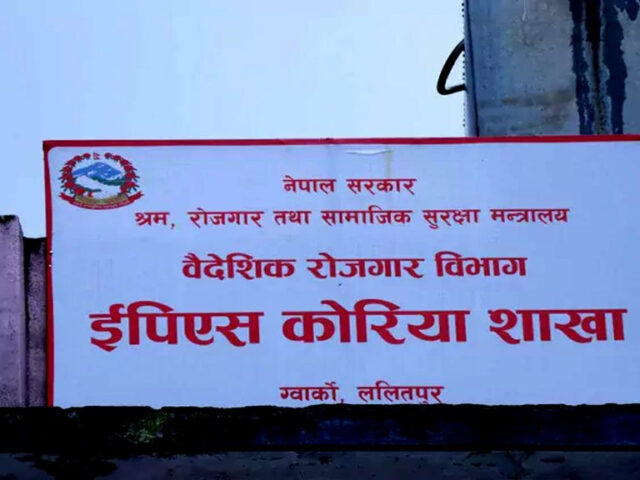 नेपाल सरकार
श्रम, रोजगार तथा सामाजिक सुरक्षा मन्त्रालय
वैदेशिक रोजगार विभाग
ईपिएस कोरिया शाखा
ग्वार्को, ललितपुर